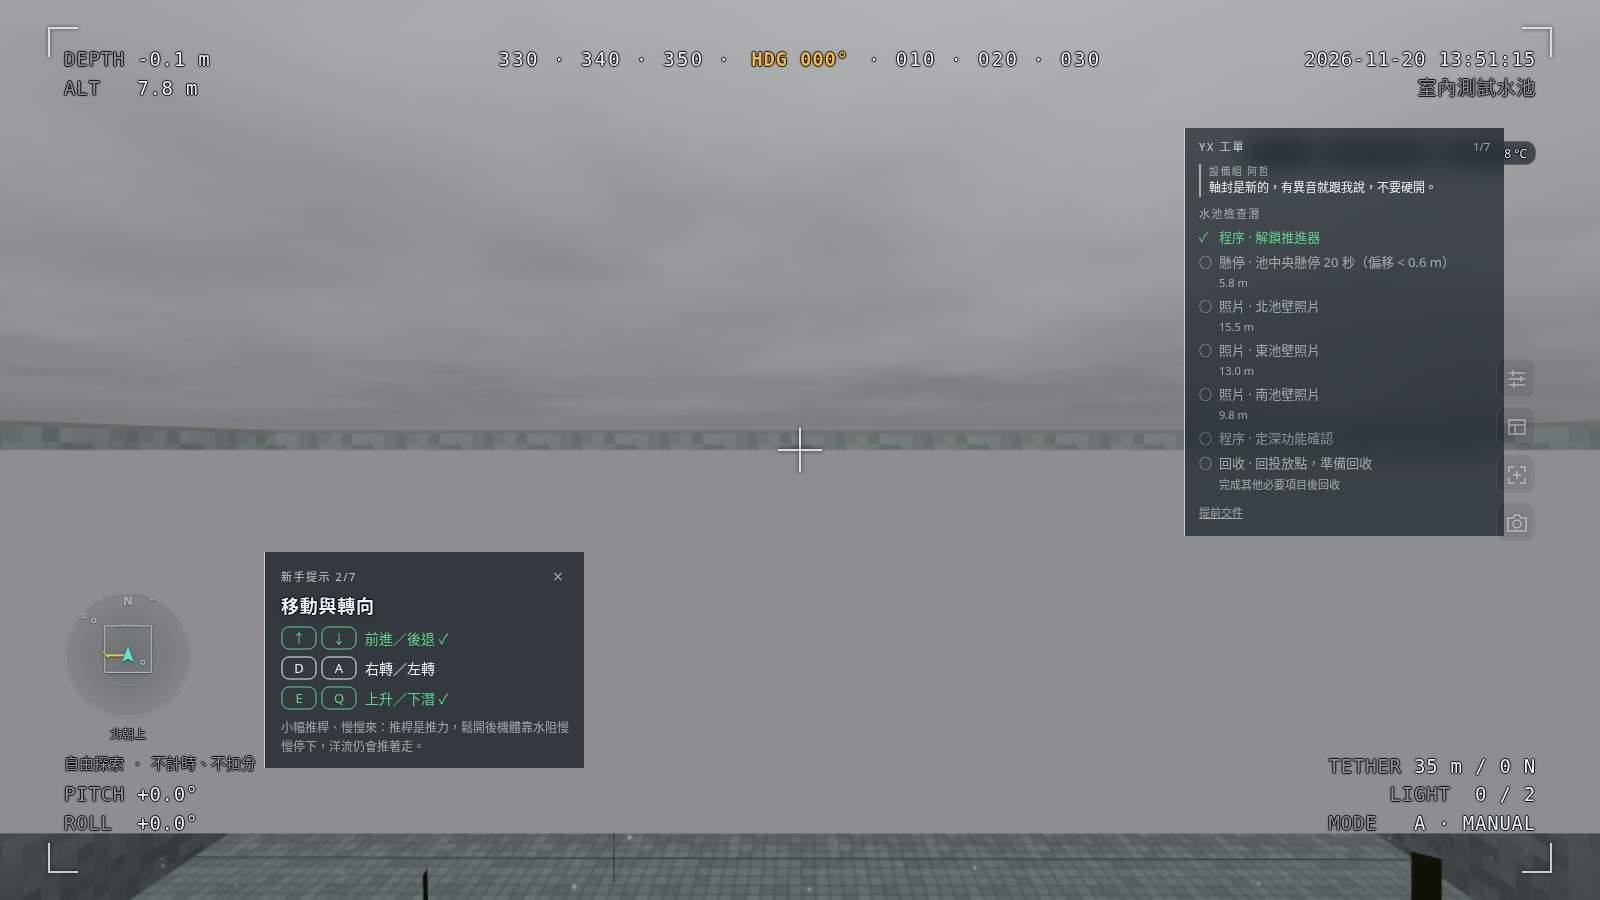 DEPTH -0.1 m
ALT 7.8 m
330 · 340 · 350 · HDG 000° · 010 · 020 · 030
2026-11-20 13:51:15
室內測試水池
8 °C
YX 工單 1/7
設備組 阿哲
軸封是新的，有異音就跟我說，不要硬開。
水池檢查潛
✓ 程序 · 解鎖推進器
○ 懸停 · 池中央懸停 20 秒（偏移 < 0.6 m）
5.8 m
○ 照片 · 北池壁照片
15.5 m
○ 照片 · 東池壁照片
13.0 m
○ 照片 · 南池壁照片
9.8 m
○ 程序 · 定深功能確認
○ 回收 · 回投放點，準備回收
完成其他必要項目後回收
提前交件
新手提示 2/7 ✕
移動與轉向
↑ ↓ 前進／後退 ✓
D A 右轉／左轉
E Q 上升／下潛 ✓
小幅推桿、慢慢來：推桿是推力，鬆開後機體靠水阻慢
慢停下，洋流仍會推著走。
N
北朝上
自由探索 · 不計時、不扣分
PITCH +0.0°
ROLL +0.0°
TETHER 35 m / 0 N
LIGHT 0 / 2
MODE A · MANUAL